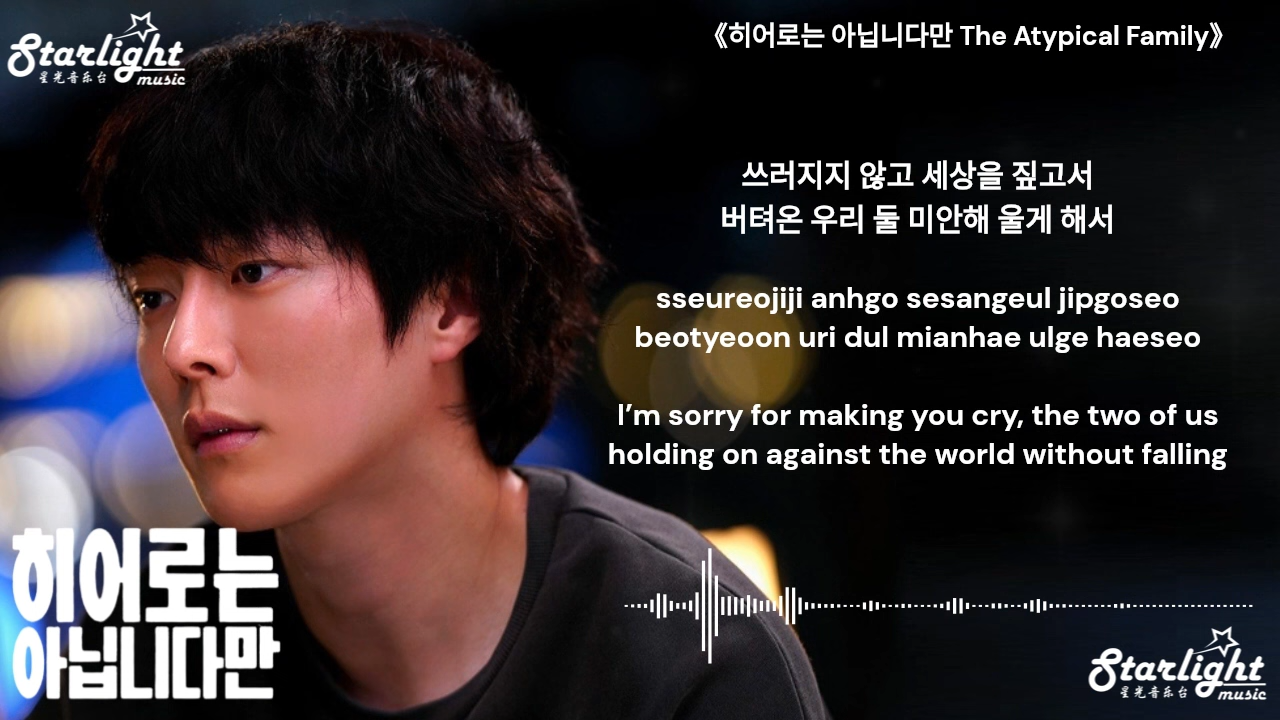 Starlight
星光音乐台
music
《히어로는 아닙니다만 The Atypical Family》
쓰러지지 않고 세상을 짚고서
버텨온 우리 둘 미안해 울게 해서
sseureojiji anhgo sesangeul jipgoseo
beotyeoon uri dul mianhae ulge haeseo
I’m sorry for making you cry, the two of us
holding on against the world without falling
히어로는
아닙니다만
Starlight
星光音乐台
music